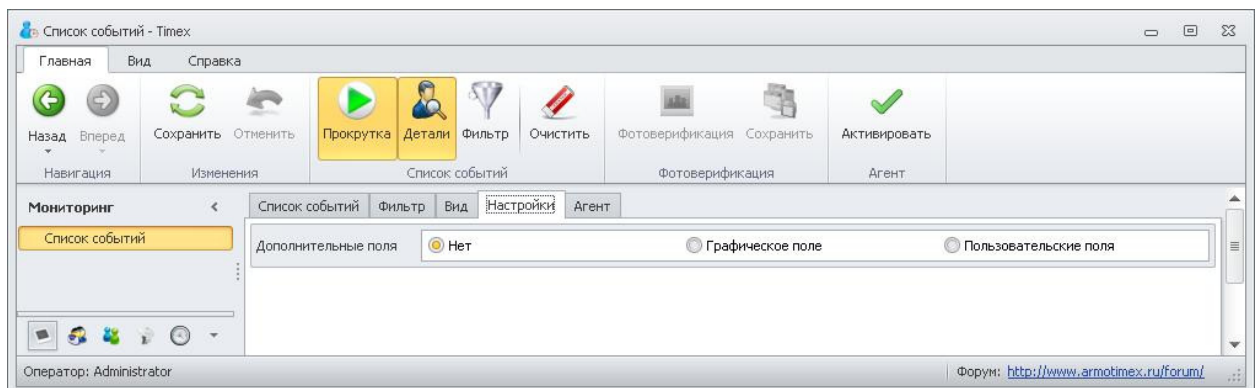 Список событий - Timex
Главная Вид Справка
Назад Вперед Сохранить Отменить Прокрутка Детали Фильтр Очистить Фотоверификация Сохранить Активировать
Навигация Изменения Список событий Фотоверификация Агент
Мониторинг Список событий Фильтр Вид Настройки Агент
Список событий
Дополнительные поля Нет Графическое поле Пользовательские поля
Оператор: Administrator Форум: http://www.armotimex.ru/forum/